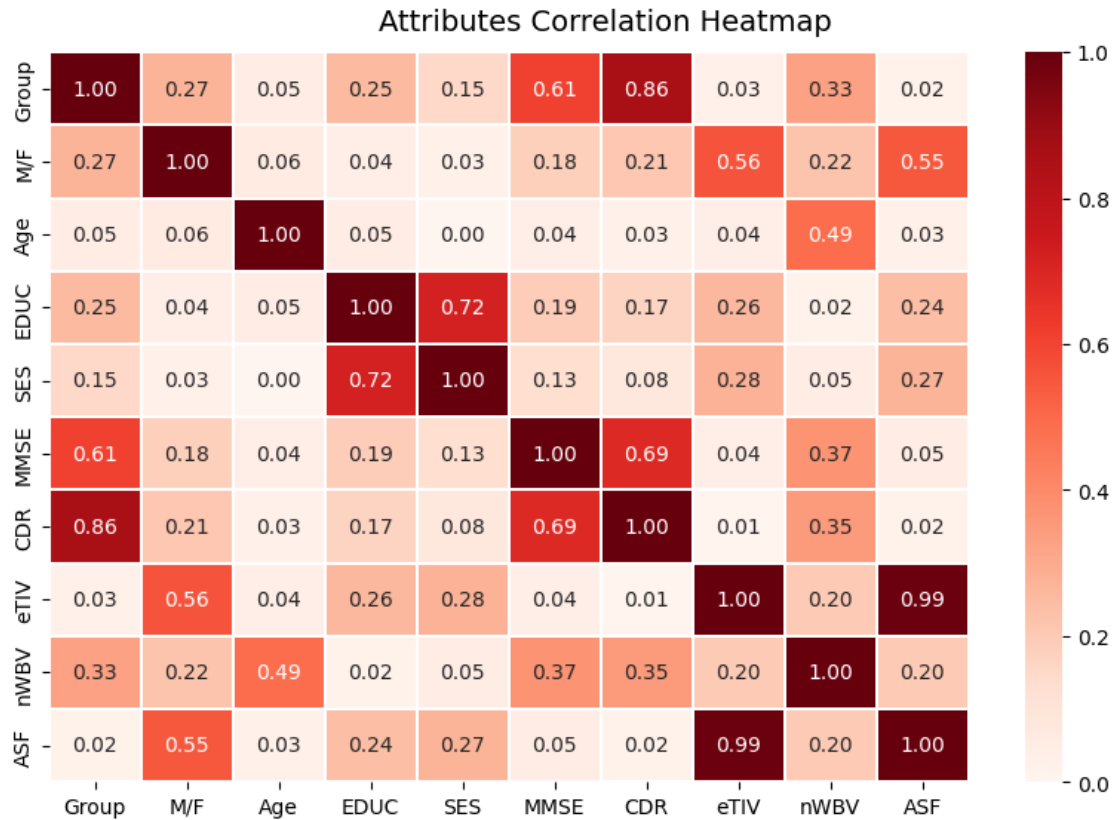 Attributes Correlation Heatmap
Group 1.00 0.27 0.05 0.25 0.15 0.61 0.86 0.03 0.33 0.02
M/F 0.27 1.00 0.06 0.04 0.03 0.18 0.21 0.56 0.22 0.55
Age 0.05 0.06 1.00 0.05 0.00 0.04 0.03 0.04 0.49 0.03
EDUC 0.25 0.04 0.05 1.00 0.72 0.19 0.17 0.26 0.02 0.24
SES 0.15 0.03 0.00 0.72 1.00 0.13 0.08 0.28 0.05 0.27
MMSE 0.61 0.18 0.04 0.19 0.13 1.00 0.69 0.04 0.37 0.05
CDR 0.86 0.21 0.03 0.17 0.08 0.69 1.00 0.01 0.35 0.02
eTIV 0.03 0.56 0.04 0.26 0.28 0.04 0.01 1.00 0.20 0.99
nWBV 0.33 0.22 0.49 0.02 0.05 0.37 0.35 0.20 1.00 0.20
ASF 0.02 0.55 0.03 0.24 0.27 0.05 0.02 0.99 0.20 1.00
Group M/F Age EDUC SES MMSE CDR eTIV nWBV ASF
1.0
0.8
0.6
0.4
0.2
0.0